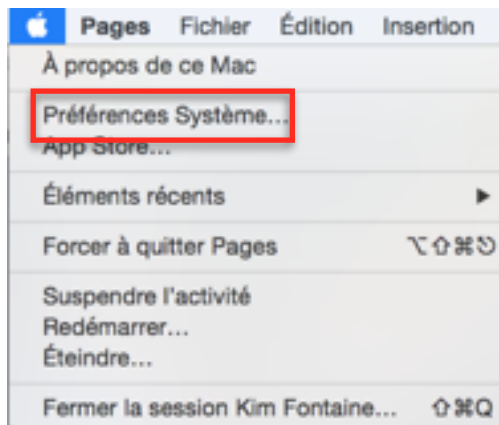 Pages Fichier Édition Insertion
À propos de ce Mac
Préférences Système...
App Store...
Éléments récents
Forcer à quitter Pages ⌥⇧⌘⎋
Suspendre l'activité
Redémarrer...
Éteindre...
Fermer la session Kim Fontaine... ⇧⌘Q